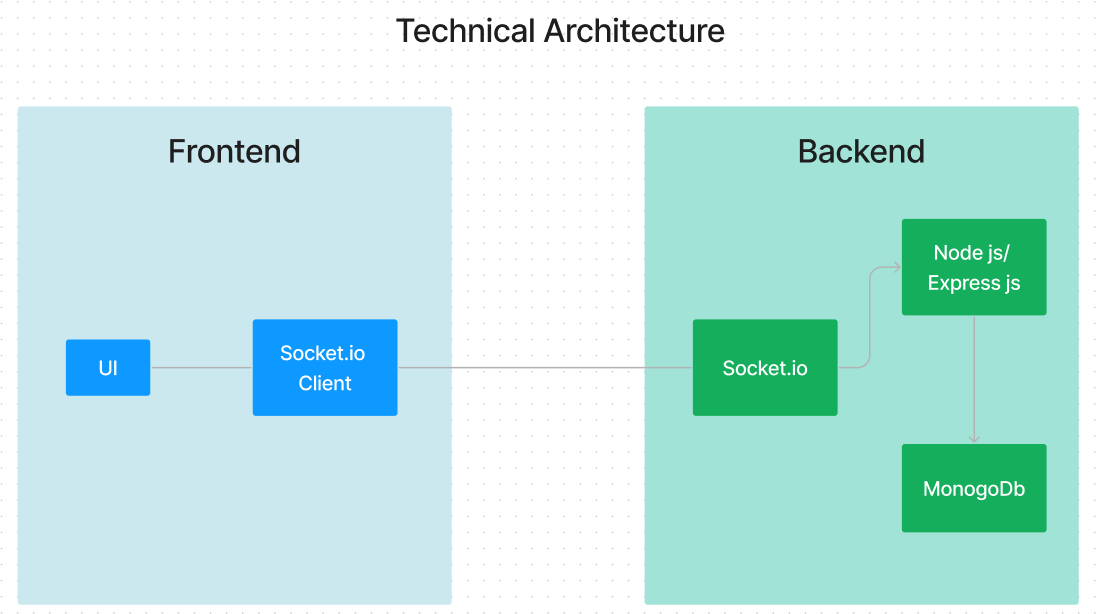 Technical Architecture
Frontend
Backend
UI
Socket.io
Client
Socket.io
Node js/
Express js
MonogoDb